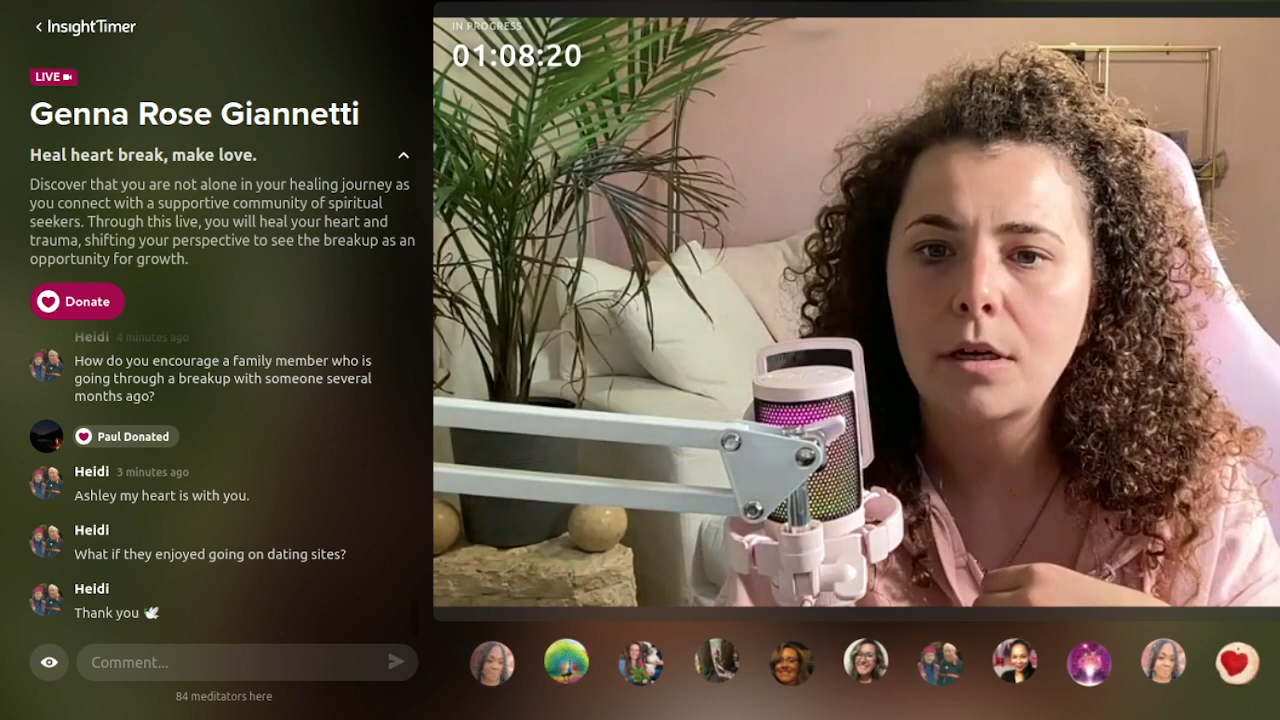 InsightTimer
LIVE
Genna Rose Giannetti
Heal heart break, make love.
Discover that you are not alone in your healing journey as
you connect with a supportive community of spiritual
seekers. Through this live, you will heal your heart and
trauma, shifting your perspective to see the breakup as an
opportunity for growth.
Donate
Heidi 4 minutes ago
How do you encourage a family member who is
going through a breakup with someone several
months ago?
Paul Donated
Heidi 3 minutes ago
Ashley my heart is with you.
Heidi
What if they enjoyed going on dating sites?
Heidi
Thank you 🕊️
Comment...
84 meditators here
IN PROGRESS
01:08:20